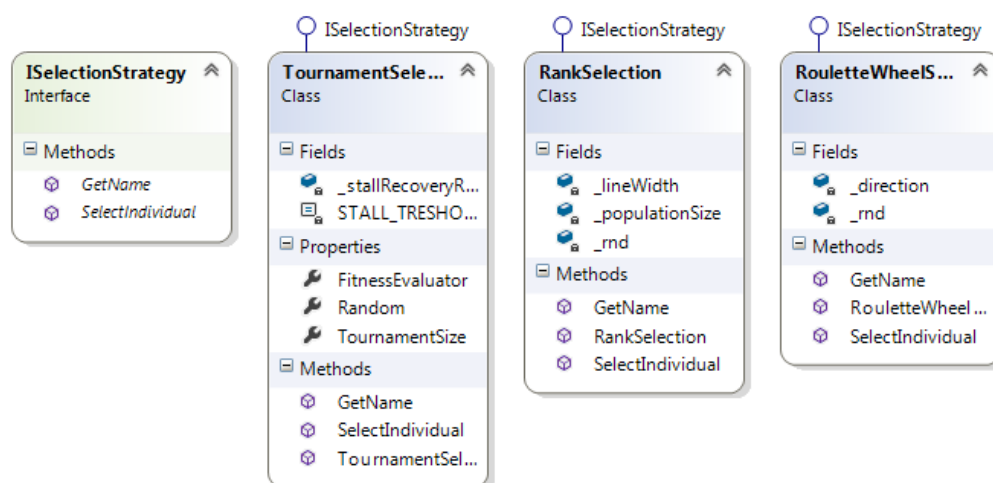 ISelectionStrategy
Interface
Methods
GetName
SelectIndividual
ISelectionStrategy
TournamentSele...
Class
Fields
_stallRecoveryR...
STALL_TRESHO...
Properties
FitnessEvaluator
Random
TournamentSize
Methods
GetName
SelectIndividual
TournamentSel...
ISelectionStrategy
RankSelection
Class
Fields
_lineWidth
_populationSize
_rnd
Methods
GetName
RankSelection
SelectIndividual
ISelectionStrategy
RouletteWheelS...
Class
Fields
_direction
_rnd
Methods
GetName
RouletteWheel...
SelectIndividual